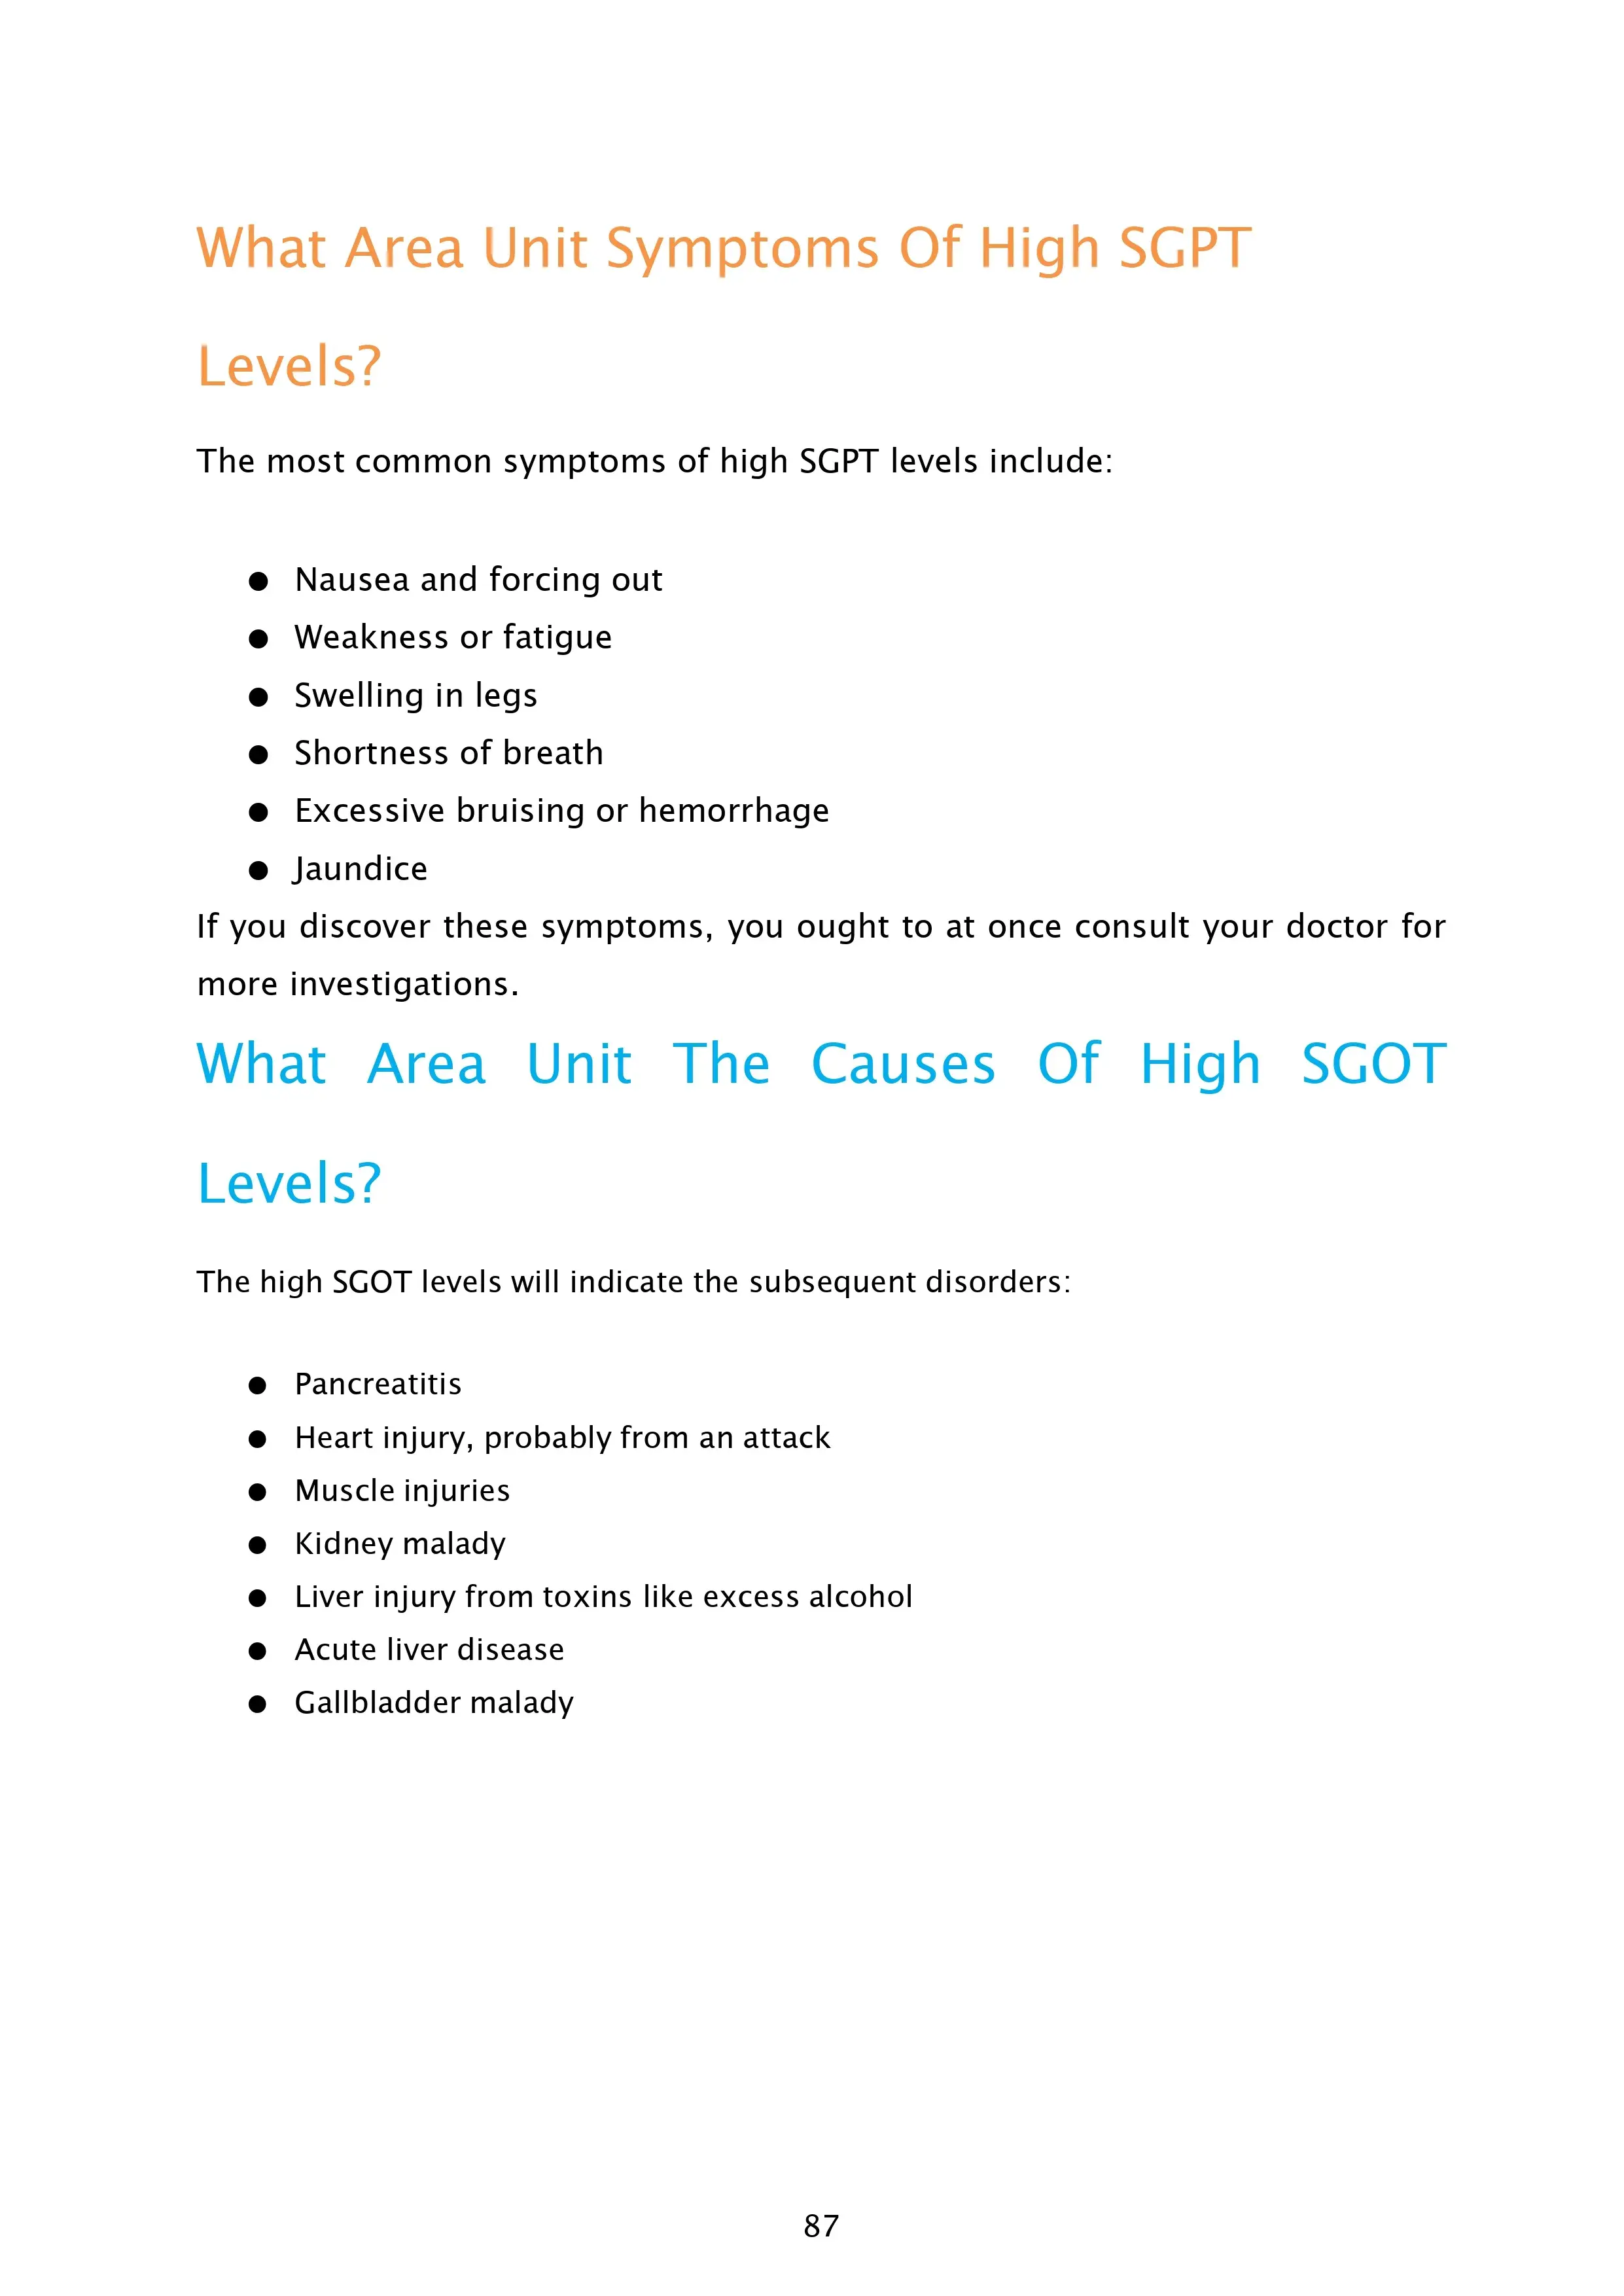 What Area Unit Symptoms Of High SGPT
Levels?
The most common symptoms of high SGPT levels include:
● Nausea and forcing out
● Weakness or fatigue
● Swelling in legs
● Shortness of breath
● Excessive bruising or hemorrhage
● Jaundice
If you discover these symptoms, you ought to at once consult your doctor for
more investigations.
What Area Unit The Causes Of High SGOT
Levels?
The high SGOT levels will indicate the subsequent disorders:
● Pancreatitis
● Heart injury, probably from an attack
● Muscle injuries
● Kidney malady
● Liver injury from toxins like excess alcohol
● Acute liver disease
● Gallbladder malady
87